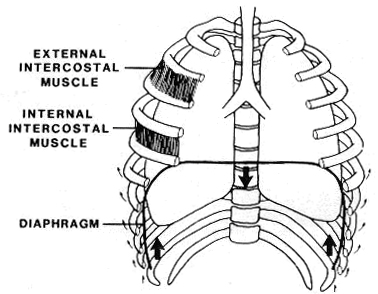 EXTERNAL
INTERCOSTAL
MUSCLE
INTERNAL
INTERCOSTAL
MUSCLE
DIAPHRAGM